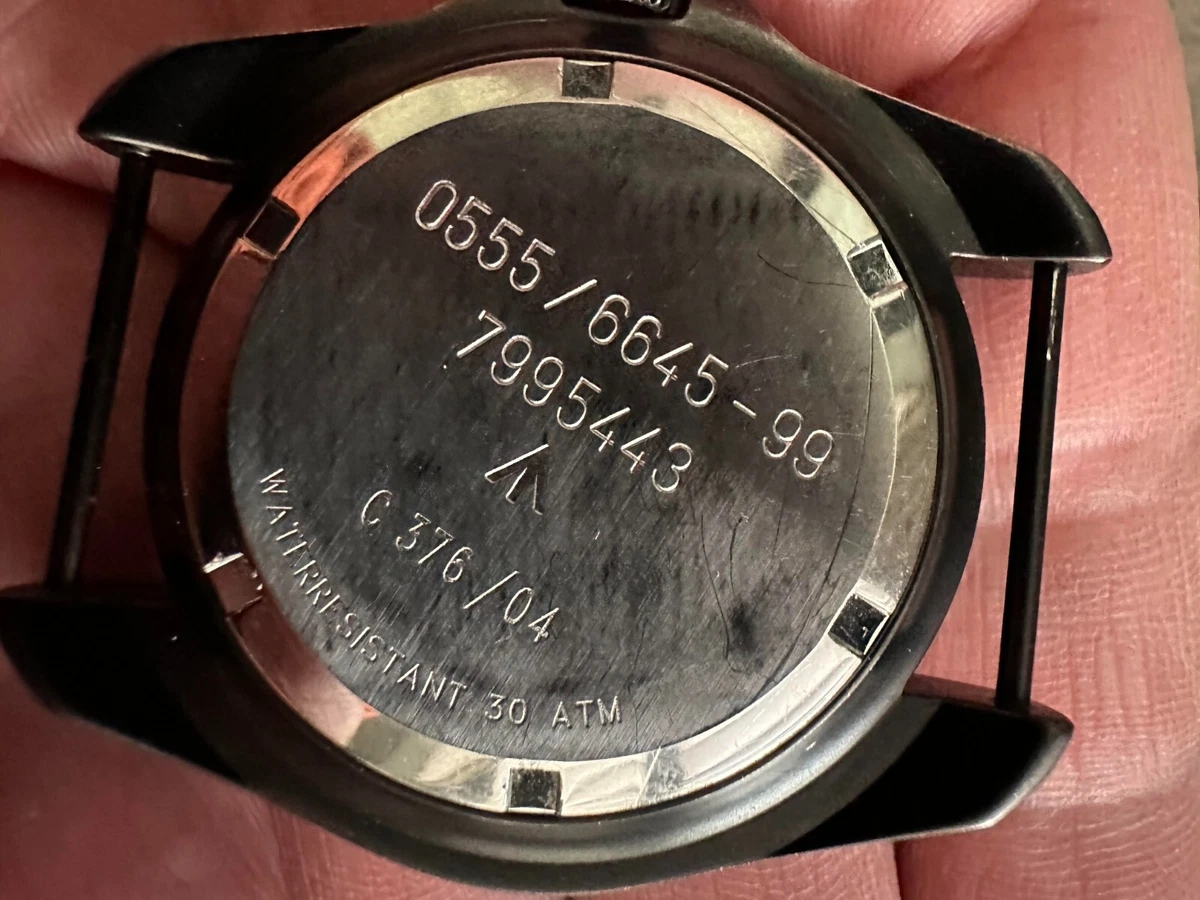 0555/6645-99
7995443
C 376/04
WATERRESISTANT 30 ATM